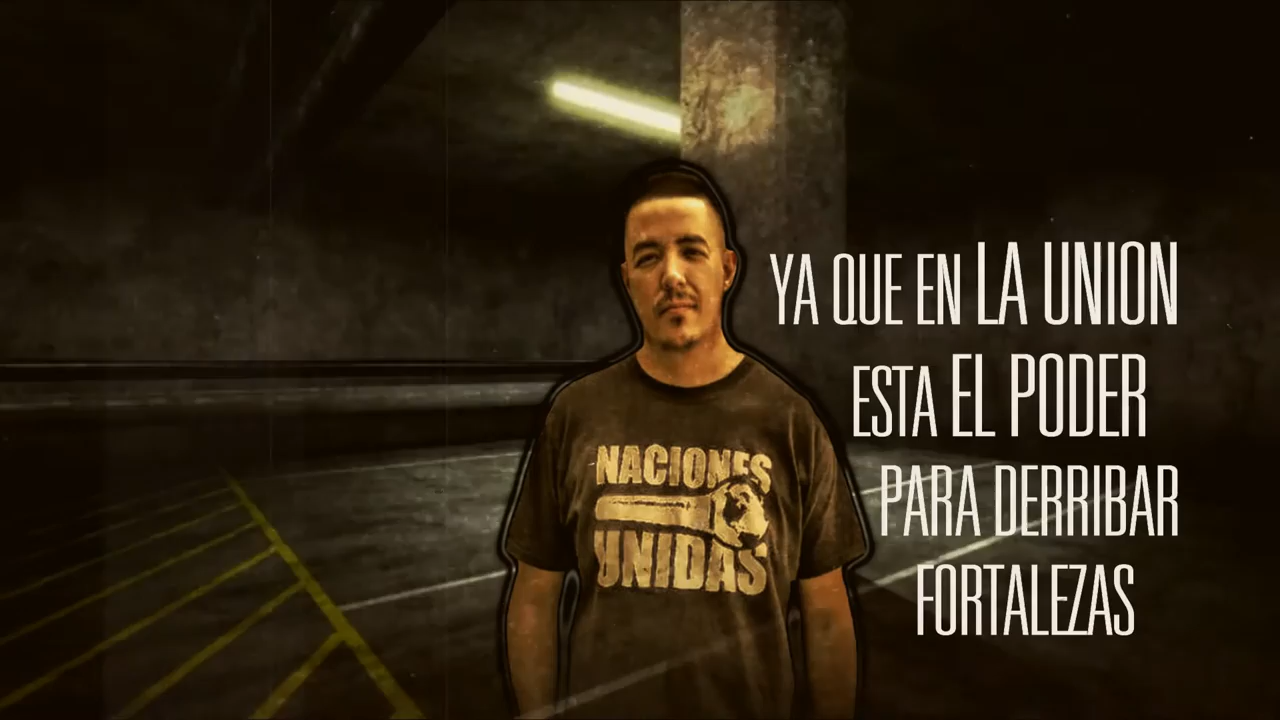 YA QUE EN LA UNION
ESTA EL PODER
PARA DERRIBAR
FORTALEZAS
NACIONES
UNIDAS